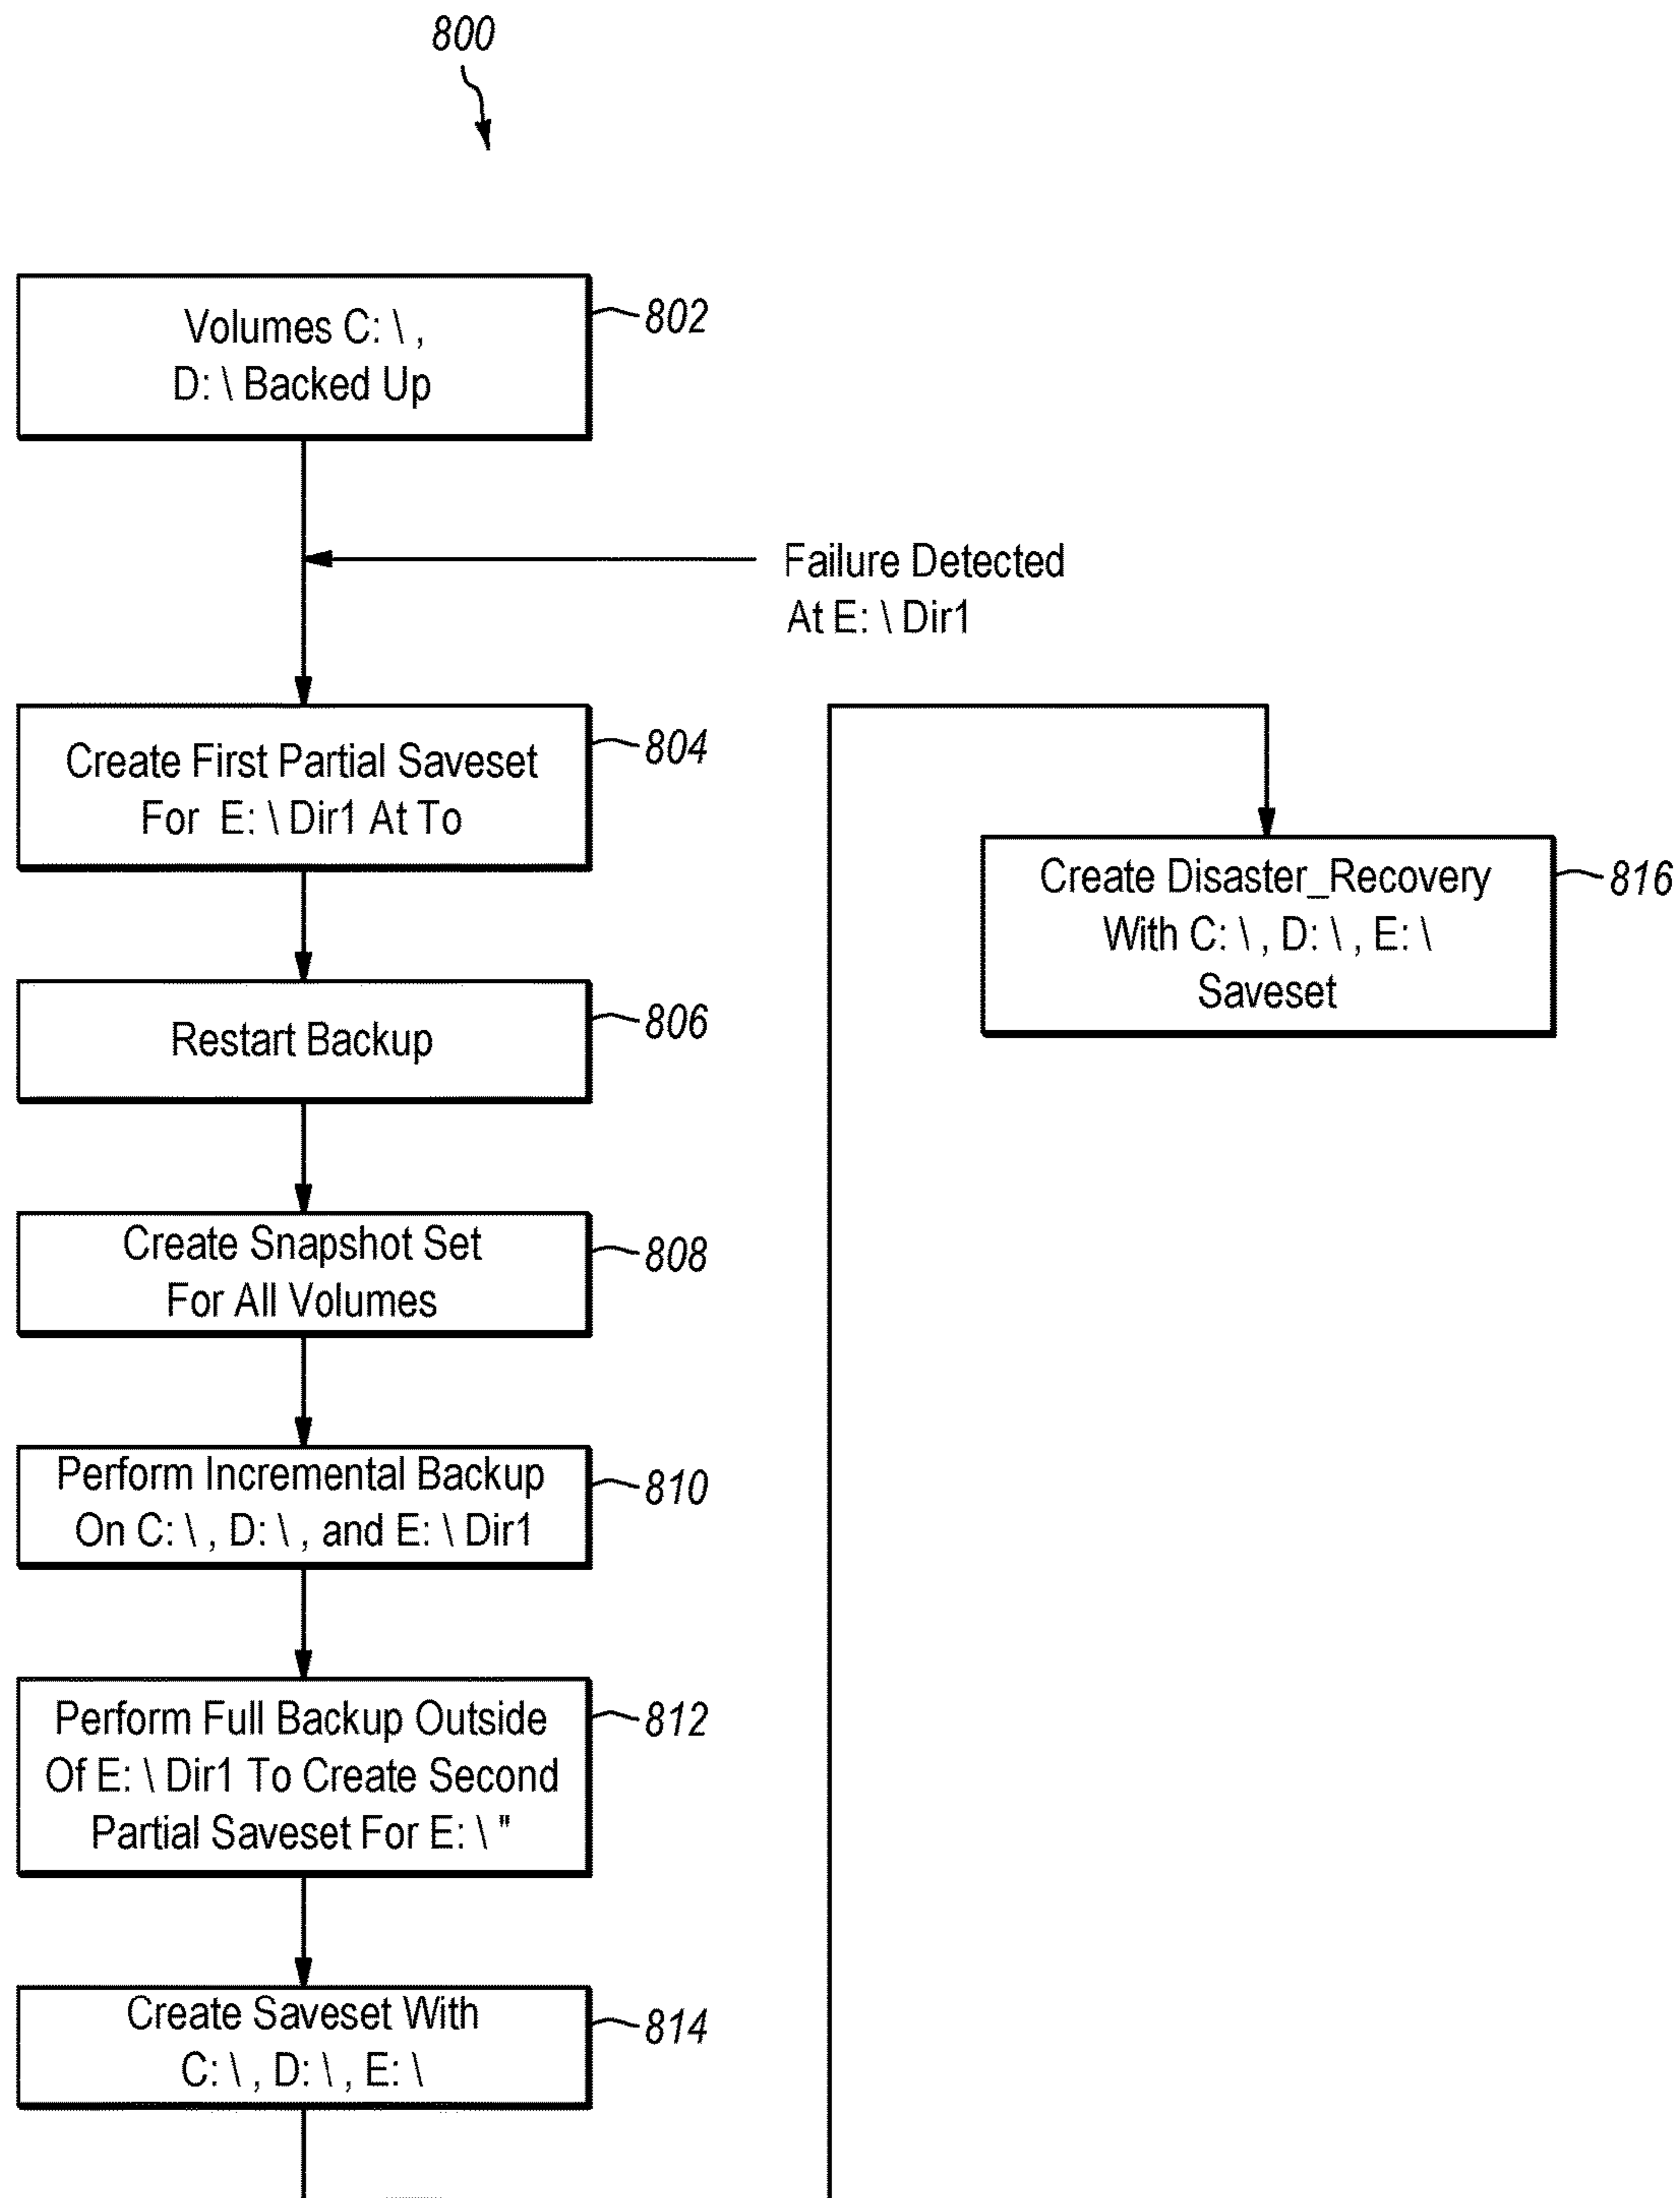 800
Volumes C: \ ,
D: \ Backed Up
802
Failure Detected
At E: \ Dir1
Create First Partial Saveset
For E: \ Dir1 At To
804
Restart Backup
806
Create Snapshot Set
For All Volumes
808
Perform Incremental Backup
On C: \ , D: \ , and E: \ Dir1
810
Perform Full Backup Outside
Of E: \ Dir1 To Create Second
Partial Saveset For E: \ "
812
Create Saveset With
C: \ , D: \ , E: \
814
Create Disaster_Recovery
With C: \ , D: \ , E: \
Saveset
816